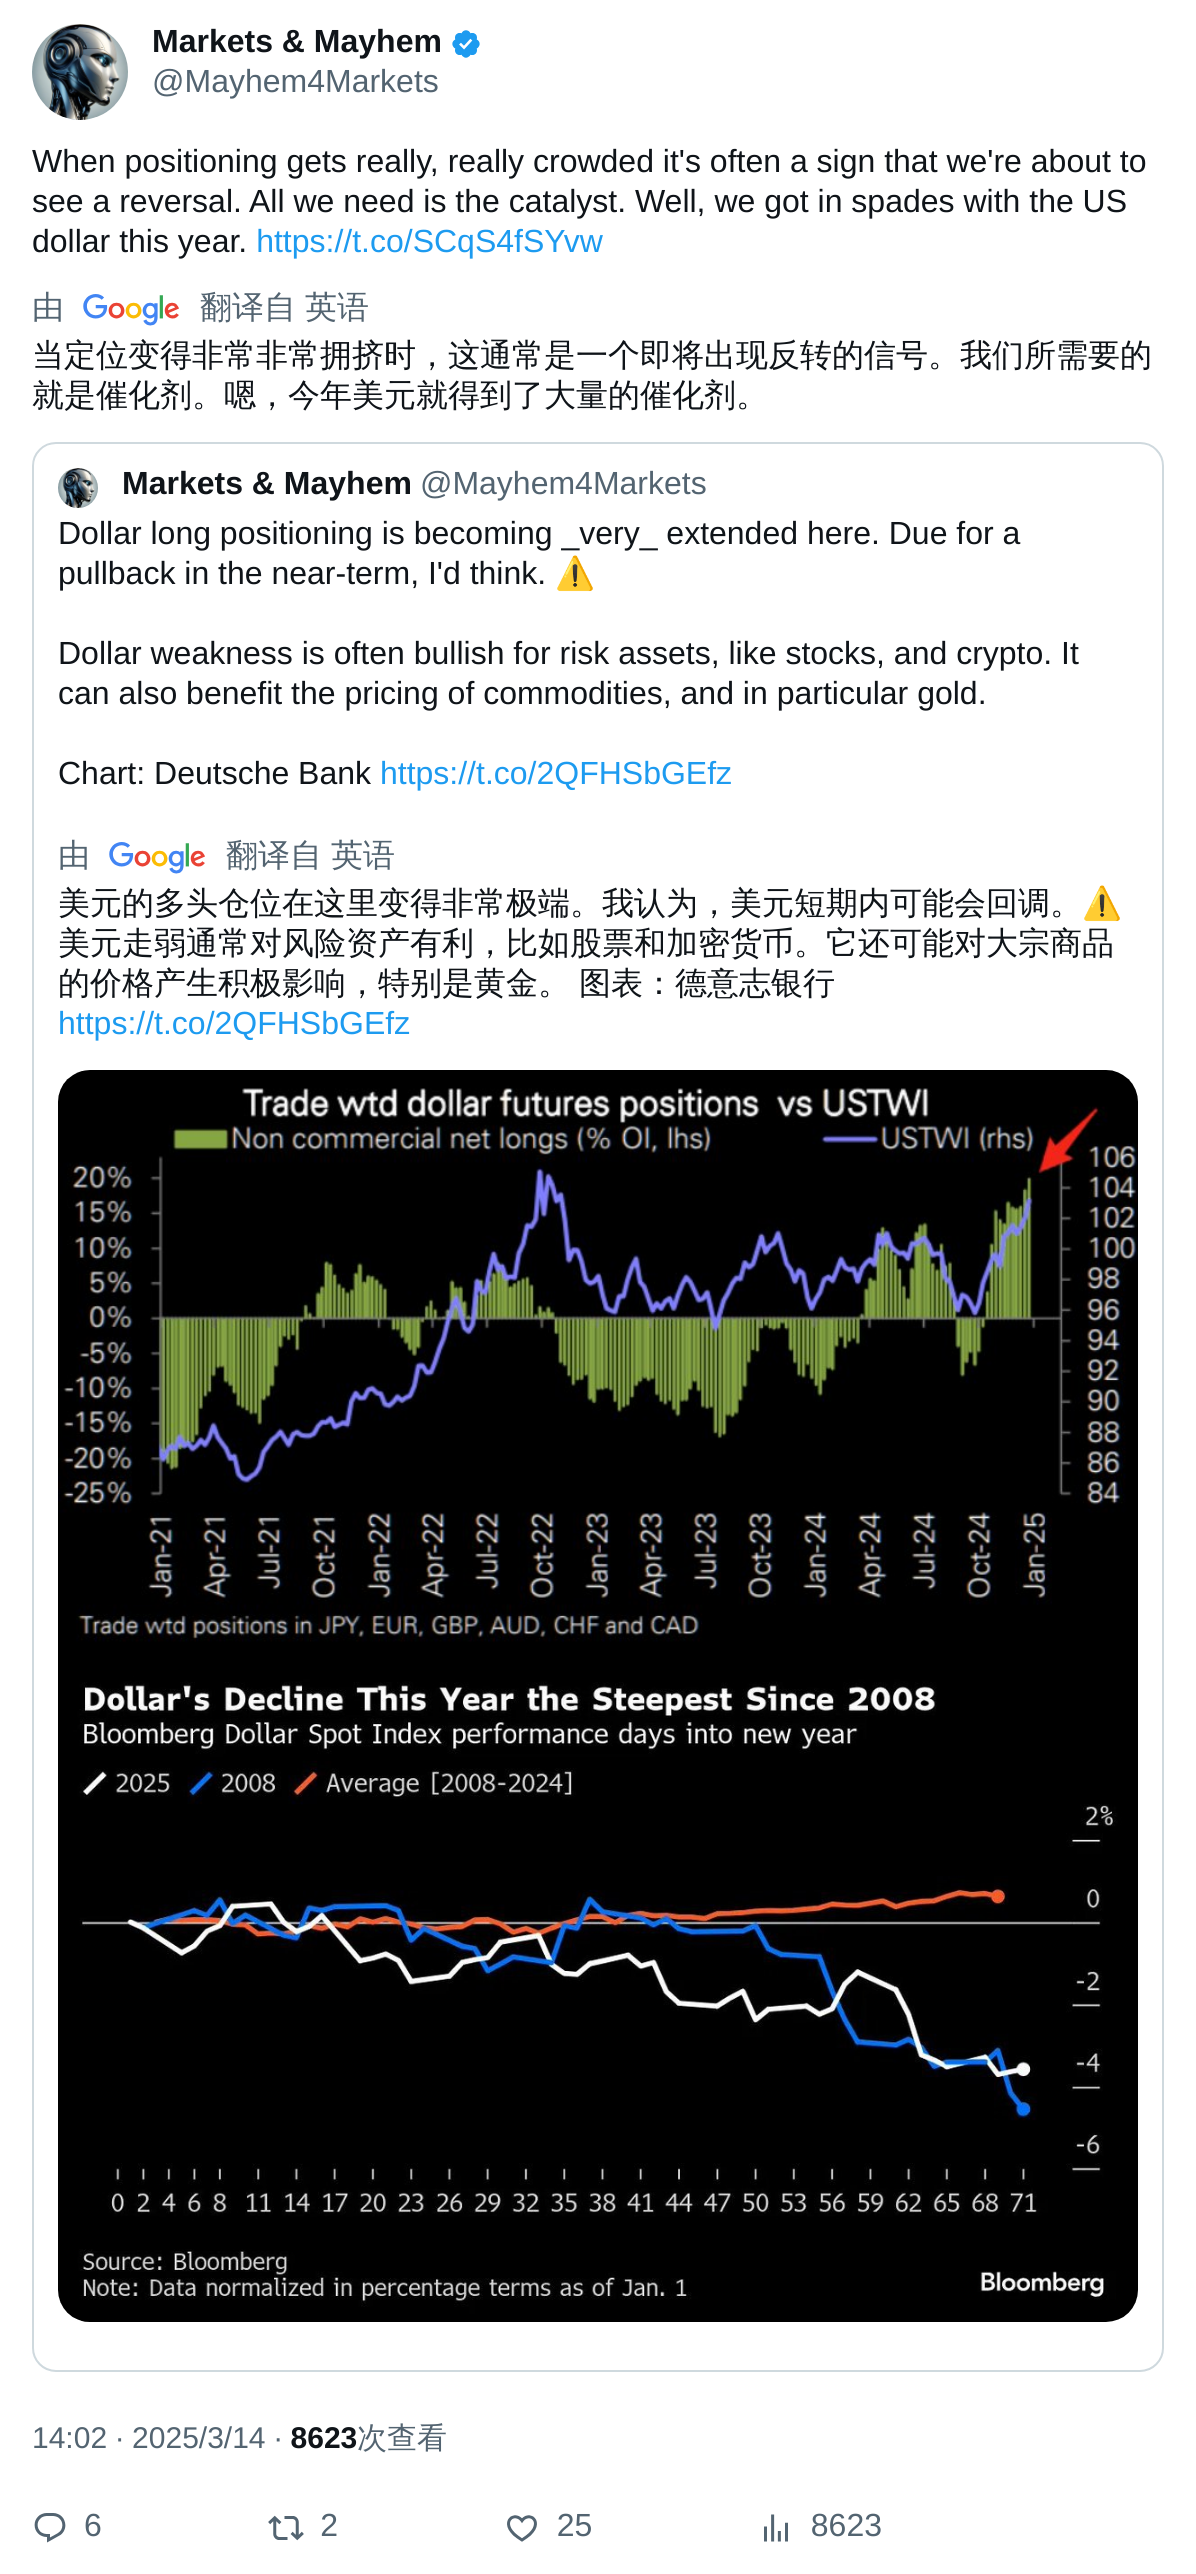 Markets & Mayhem
@Mayhem4Markets
When positioning gets really, really crowded it's often a sign that we're about to
see a reversal. All we need is the catalyst. Well, we got in spades with the US
dollar this year. https://t.co/SCqS4fSYvw
由 Google 翻译自 英语
当定位变得非常非常拥挤时，这通常是一个即将出现反转的信号。我们所需要的
就是催化剂。嗯，今年美元就得到了大量的催化剂。
Markets & Mayhem @Mayhem4Markets
Dollar long positioning is becoming _very_ extended here. Due for a
pullback in the near-term, I'd think. ⚠️
Dollar weakness is often bullish for risk assets, like stocks, and crypto. It
can also benefit the pricing of commodities, and in particular gold.
Chart: Deutsche Bank https://t.co/2QFHSbGEfz
由 Google 翻译自 英语
美元的多头仓位在这里变得非常极端。我认为，美元短期内可能会回调。⚠️
美元走弱通常对风险资产有利，比如股票和加密货币。它还可能对大宗商品
的价格产生积极影响，特别是黄金。 图表：德意志银行
https://t.co/2QFHSbGEfz
Trade wtd dollar futures positions vs USTWI
Non commercial net longs (% OI, lhs) USTWI (rhs)
20%
15%
10%
5%
0%
-5%
-10%
-15%
-20%
-25%
106
104
102
100
98
96
94
92
90
88
86
84
Jan-21 Apr-21 Jul-21 Oct-21 Jan-22 Apr-22 Jul-22 Oct-22 Jan-23 Apr-23 Jul-23 Oct-23 Jan-24 Apr-24 Jul-24 Oct-24 Jan-25
Trade wtd positions in JPY, EUR, GBP, AUD, CHF and CAD
Dollar's Decline This Year the Steepest Since 2008
Bloomberg Dollar Spot Index performance days into new year
2025 2008 Average [2008-2024]
2%
0
-2
-4
-6
0 2 4 6 8 11 14 17 20 23 26 29 32 35 38 41 44 47 50 53 56 59 62 65 68 71
Source: Bloomberg
Note: Data normalized in percentage terms as of Jan. 1
Bloomberg
14:02 · 2025/3/14 · 8623次查看
6 2 25 8623